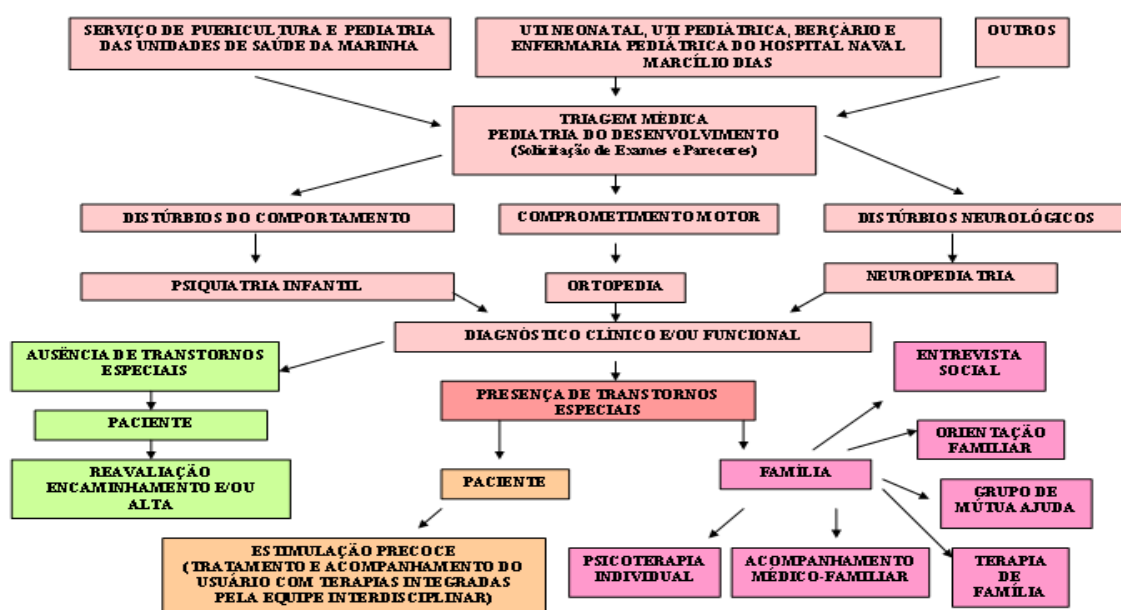 SERVIÇO DE PUERICULTURA E PEDIATRIA
DAS UNIDADES DE SAÚDE DA MARINHA
UTI NEONATAL, UTI PEDIÁTRICA, BERÇÁRIO E
ENFERMARIA PEDIÁTRICA DO HOSPITAL NAVAL
MARCÍLIO DIAS
OUTROS
TRIAGEM MÉDICA
PEDIATRIA DO DESENVOLVIMENTO
(Solicitação de Exames e Pareceres)
DISTÚRBIOS DO COMPORTAMENTO
COMPROMETIMENTO MOTOR
DISTÚRBIOS NEUROLÓGICOS
PSIQUIATRIA INFANTIL
ORTOPEDIA
NEUROPEDIATRIA
DIAGNÓSTICO CLÍNICO E/OU FUNCIONAL
AUSÊNCIA DE TRANSTORNOS
ESPECIAIS
PACIENTE
REAVALIAÇÃO
ENCAMINHAMENTO E/OU
ALTA
PRESENÇA DE TRANSTORNOS
ESPECIAIS
PACIENTE
ESTIMULAÇÃO PRECOCE
(TRATAMENTO E ACOMPANHAMENTO DO
USUÁRIO COM TERAPIAS INTEGRADAS
PELA EQUIPE INTERDISCIPLINAR)
FAMÍLIA
ENTREVISTA
SOCIAL
ORIENTAÇÃO
FAMILIAR
GRUPO DE
MÚTUA AJUDA
TERAPIA
DE
FAMÍLIA
ACOMPANHAMENTO
MÉDICO-FAMILIAR
PSICOTERAPIA
INDIVIDUAL